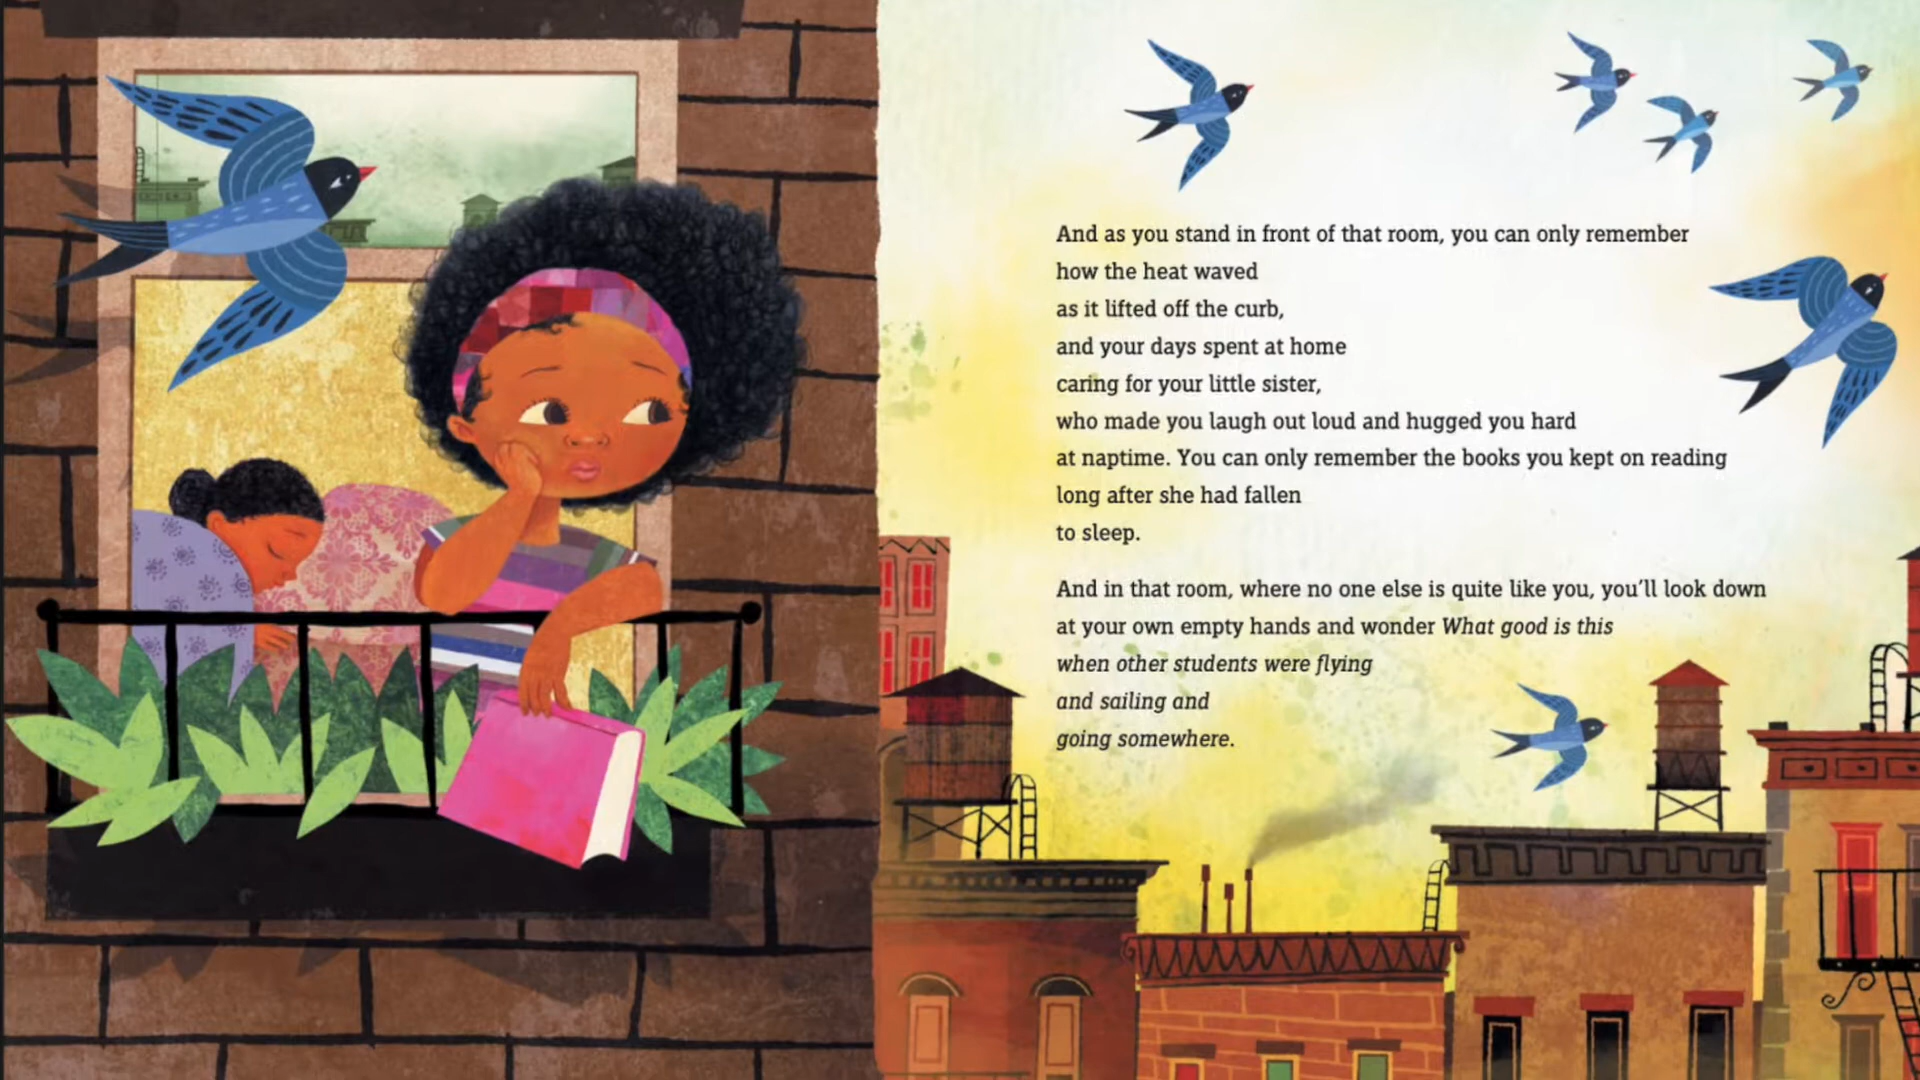 And as you stand in front of that room, you can only remember
how the heat waved
as it lifted off the curb,
and your days spent at home
caring for your little sister,
who made you laugh out loud and hugged you hard
at naptime. You can only remember the books you kept on reading
long after she had fallen
to sleep.
And in that room, where no one else is quite like you, you’ll look down
at your own empty hands and wonder What good is this
when other students were flying
and sailing and
going somewhere.